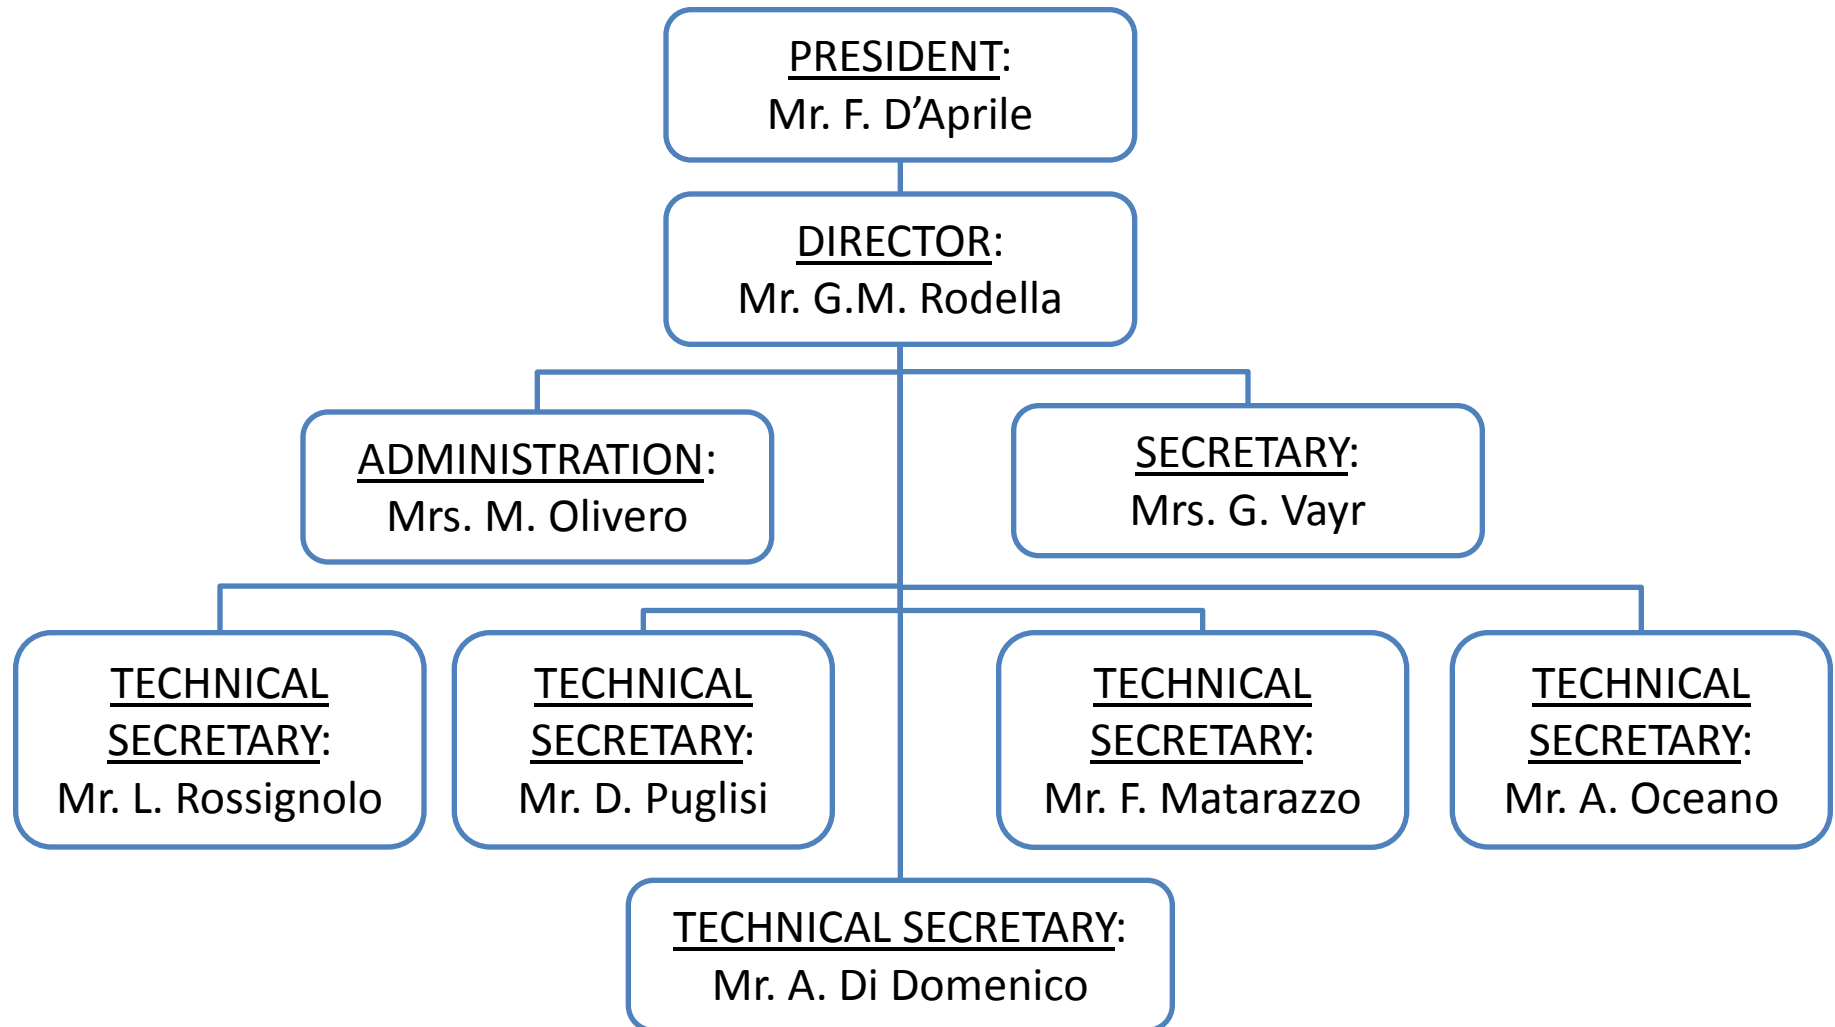 PRESIDENT:
Mr. F. D’Aprile
DIRECTOR:
Mr. G.M. Rodella
ADMINISTRATION:
Mrs. M. Olivero
SECRETARY:
Mrs. G. Vayr
TECHNICAL
SECRETARY:
Mr. L. Rossignolo
TECHNICAL
SECRETARY:
Mr. D. Puglisi
TECHNICAL
SECRETARY:
Mr. F. Matarazzo
TECHNICAL
SECRETARY:
Mr. A. Oceano
TECHNICAL SECRETARY:
Mr. A. Di Domenico